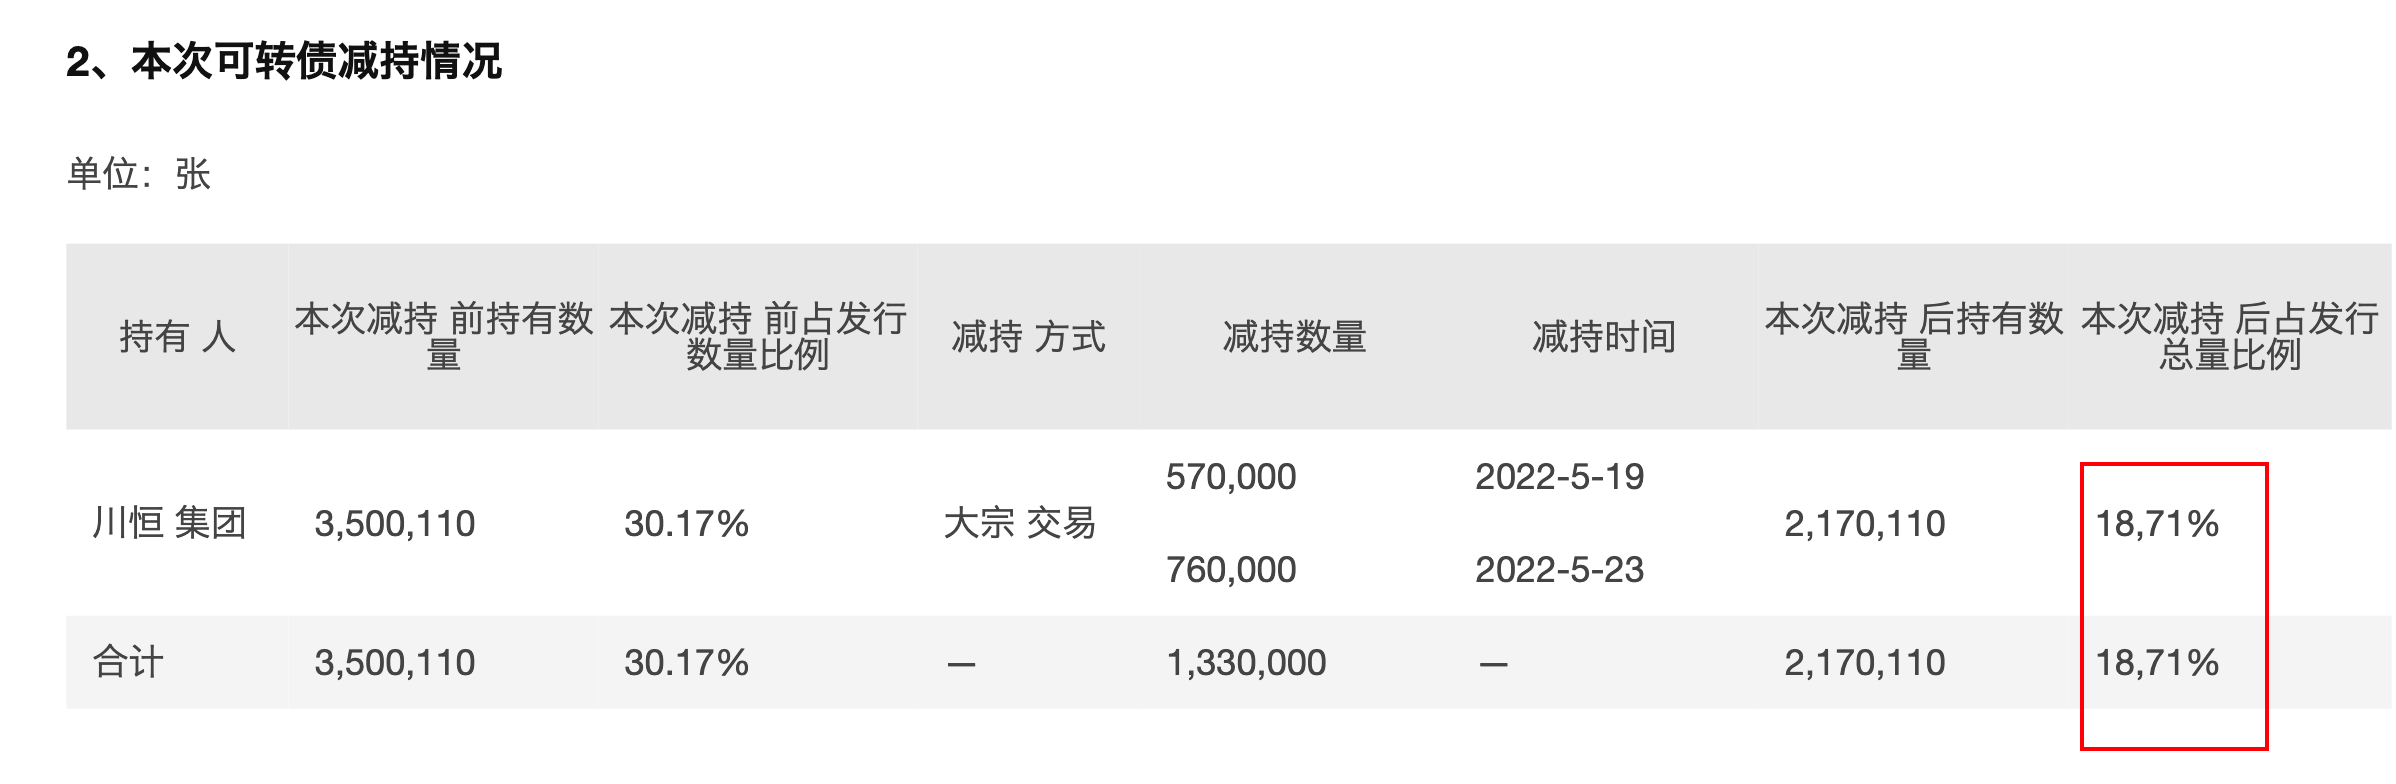 2、本次可转债减持情况
单位：张
持有 人 本次减持 前持有数量 本次减持 前占发行数量比例 减持 方式 减持数量 减持时间 本次减持 后持有数量 本次减持 后占发行总量比例
570,000 2022-5-19
川恒 集团 3,500,110 30.17% 大宗 交易 2,170,110 18,71%
760,000 2022-5-23
合计 3,500,110 30.17% — 1,330,000 — 2,170,110 18,71%